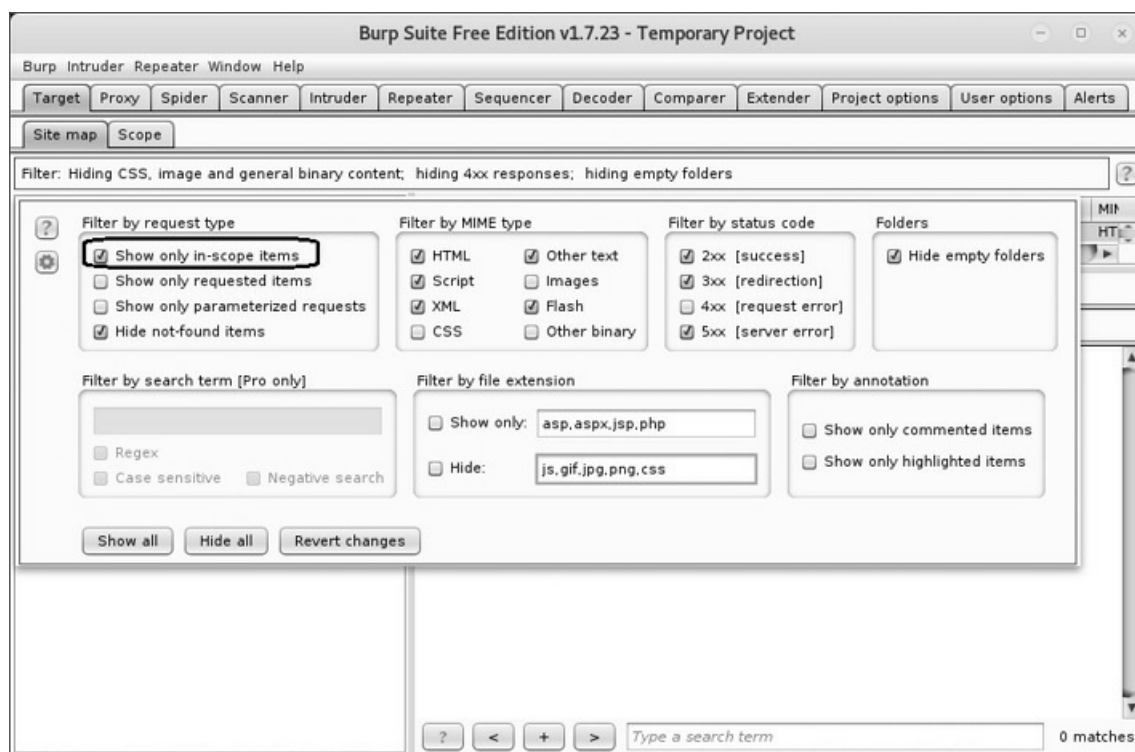 Burp Suite Free Edition v1.7.23 - Temporary Project
Burp Intruder Repeater Window Help
Target Proxy Spider Scanner Intruder Repeater Sequencer Decoder Comparer Extender Project options User options Alerts
Site map Scope
Filter: Hiding CSS, image and general binary content; hiding 4xx responses; hiding empty folders ?
? Filter by request type Filter by MIME type Filter by status code Folders
Show only in-scope items HTML Other text 2xx [success] Hide empty folders
Show only requested items Script Images 3xx [redirection]
Show only parameterized requests XML Flash 4xx [request error]
Hide not-found items CSS Other binary 5xx [server error]
Filter by search term [Pro only] Filter by file extension Filter by annotation
Show only: asp,aspx,jsp,php Show only commented items
Regex
Hide: js,gif,jpg,png,css Show only highlighted items
Case sensitive Negative search
Show all Hide all Revert changes
? < + > Type a search term 0 matches